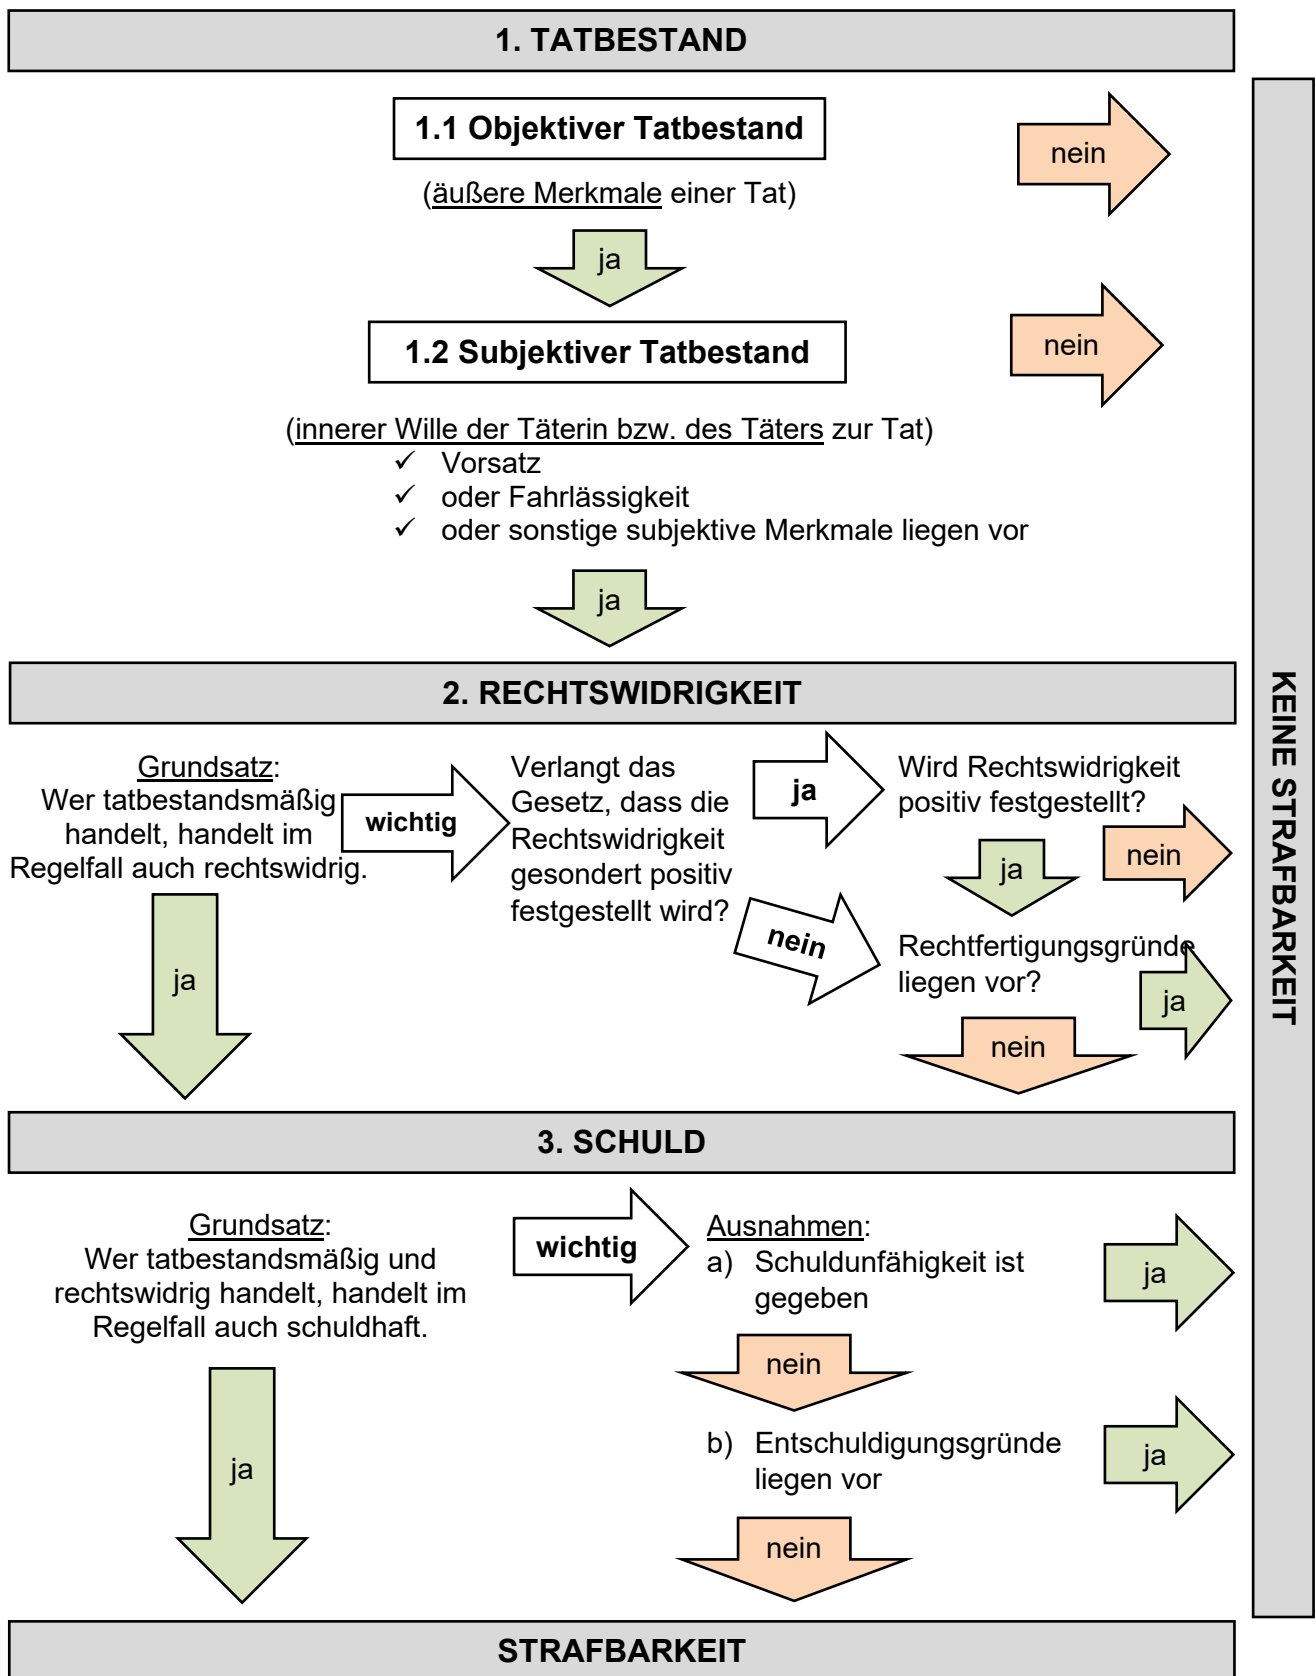 1. TATBESTAND
1.1 Objektiver Tatbestand
nein
(äußere Merkmale einer Tat)
ja
1.2 Subjektiver Tatbestand
nein
(innerer Wille der Täterin bzw. des Täters zur Tat)
✓ Vorsatz
✓ oder Fahrlässigkeit
✓ oder sonstige subjektive Merkmale liegen vor
ja
2. RECHTSWIDRIGKEIT
Grundsatz:
Wer tatbestandsmäßig
handelt, handelt im
Regelfall auch rechtswidrig.
wichtig
Verlangt das
Gesetz, dass die
Rechtswidrigkeit
gesondert positiv
festgestellt wird?
ja
Wird Rechtswidrigkeit
positiv festgestellt?
ja
nein
nein
Rechtfertigungsgründe
liegen vor?
ja
nein
ja
3. SCHULD
Grundsatz:
Wer tatbestandsmäßig und
rechtswidrig handelt, handelt im
Regelfall auch schuldhaft.
wichtig
Ausnahmen:
a) Schuldunfähigkeit ist
gegeben
ja
nein
b) Entschuldigungsgründe
liegen vor
ja
nein
ja
STRAFBARKEIT
KEINE STRAFBARKEIT